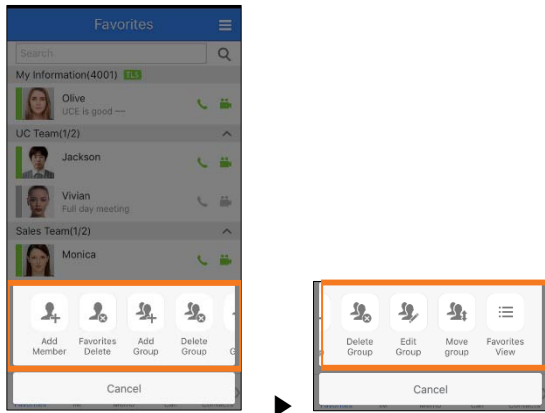 Favorites
Search
My Information(4001) TLS
Olive
UCE is good ~~
UC Team(1/2)
Jackson
Vivian
Full day meeting
Sales Team(1/2)
Monica
Add Member
Favorites Delete
Add Group
Delete Group
G
Cancel
p
Delete Group
Edit Group
Move group
Favorites View
Cancel